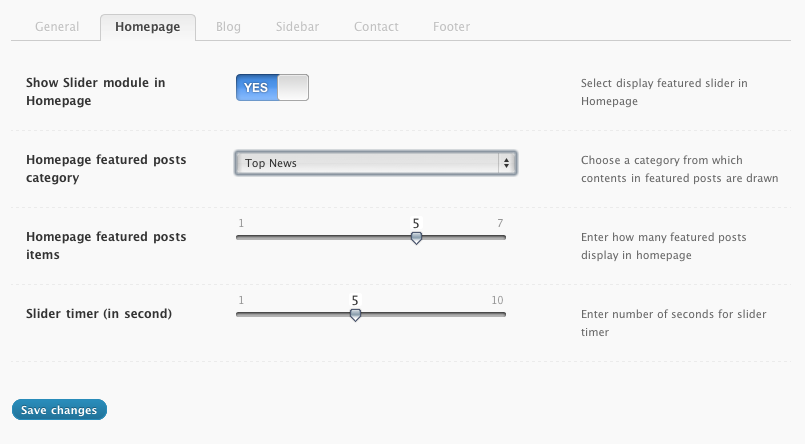 General Homepage Blog Sidebar Contact Footer
Show Slider module in
Homepage
YES
Select display featured slider in
Homepage
Homepage featured posts
category
Top News
Choose a category from which
contents in featured posts are drawn
Homepage featured posts
items
1 5 7
Enter how many featured posts
display in homepage
Slider timer (in second)
1 5 10
Enter number of seconds for slider
timer
Save changes